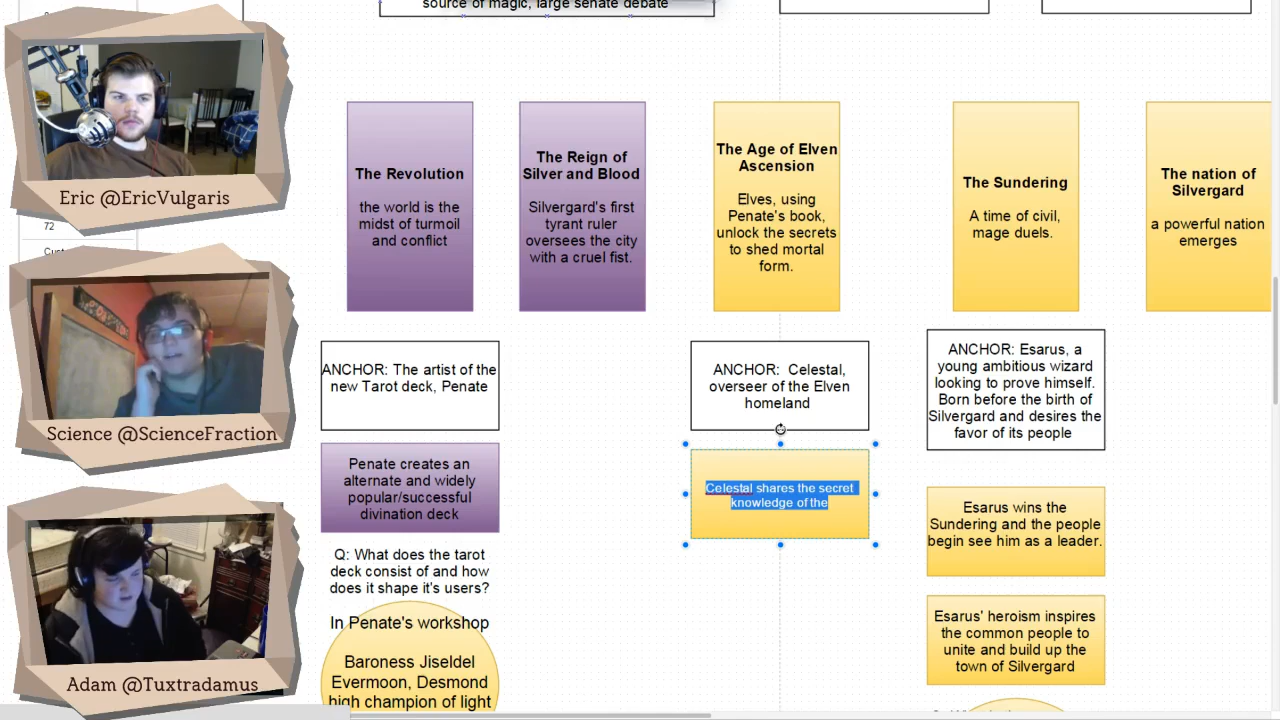 source of magic, large senate debate
Eric @EricVulgaris
72
Science @ScienceFraction
Adam @Tuxtradamus
The Revolution
the world is the
midst of turmoil
and conflict
The Reign of
Silver and Blood
Silvergard's first
tyrant ruler
oversees the city
with a cruel fist.
The Age of Elven
Ascension
Elves, using
Penate's book,
unlock the secrets
to shed mortal
form.
The Sundering
A time of civil,
mage duels.
The nation of
Silvergard
a powerful nation
emerges
ANCHOR: The artist of the
new Tarot deck, Penate
Penate creates an
alternate and widely
popular/successful
divination deck
Q: What does the tarot
deck consist of and how
does it shape it's users?
In Penate's workshop
Baroness Jiseldel
Evermoon, Desmond
high champion of light
ANCHOR: Celestal,
overseer of the Elven
homeland
Celestal shares the secret
knowledge of the
ANCHOR: Esarus, a
young ambitious wizard
looking to prove himself.
Born before the birth of
Silvergard and desires the
favor of its people
Esarus wins the
Sundering and the people
begin see him as a leader.
Esarus' heroism inspires
the common people to
unite and build up the
town of Silvergard